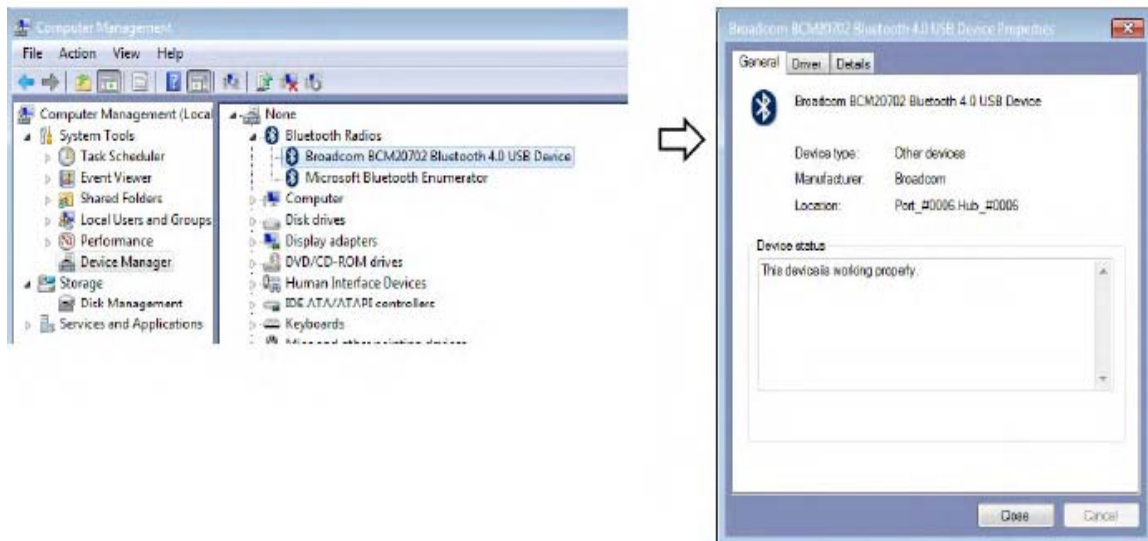 Computer Management
File Action View Help
Computer Management (Local
System Tools
Task Scheduler
Event Viewer
Shared Folders
Local Users and Groups
Performance
Device Manager
Storage
Disk Management
Services and Applications
None
Bluetooth Radios
Broadcom BCM20702 Bluetooth 4.0 USB Device
Microsoft Bluetooth Enumerator
Computer
Disk drives
Display adapters
DVD/CD-ROM drives
Human Interface Devices
IDE ATA/ATAPI controllers
Keyboards
Mice and other pointing devices
Broadcom BCM20702 Bluetooth 4.0 USB Device Properties
General Driver Details
Broadcom BCM20702 Bluetooth 4.0 USB Device
Device type: Other devices
Manufacturer: Broadcom
Location: Port_#0006.Hub_#0006
Device status
This device is working properly.
Close Cancel